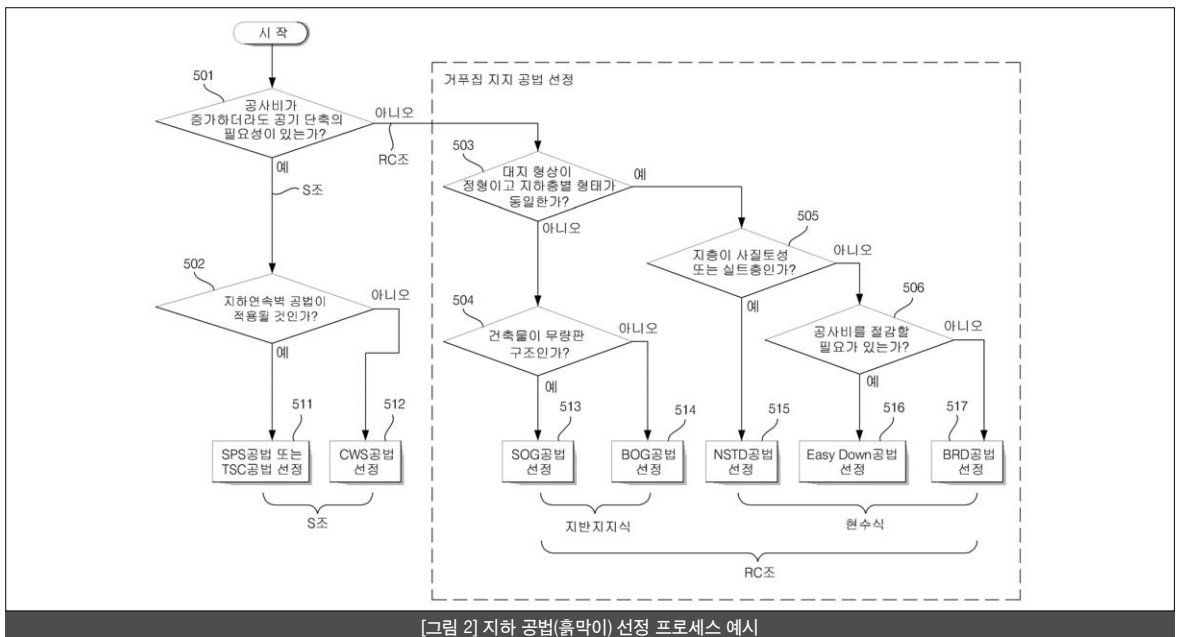 시 작
501
공사비가
증가하더라도 공기 단축의
필요성이 있는가?
아니오
RC조
예
S조
502
지하연속벽 공법이
적용될 것인가?
아니오
예
511
SPS공법 또는
TSC공법 선정
512
CWS공법
선정
S조
거푸집 지지 공법 선정
503
대지 형상이
정형이고 지하층별 형태가
동일한가?
예
아니오
504
건축물이 무량판
구조인가?
아니오
예
505
지층이 사질토성
또는 실트층인가?
아니오
예
506
공사비를 절감할
필요가 있는가?
아니오
예
513
SOG공법
선정
514
BOG공법
선정
515
NSTD공법
선정
516
Easy Down공법
선정
517
BRD공법
선정
지반지지식
현수식
RC조
[그림 2] 지하 공법(흙막이) 선정 프로세스 예시